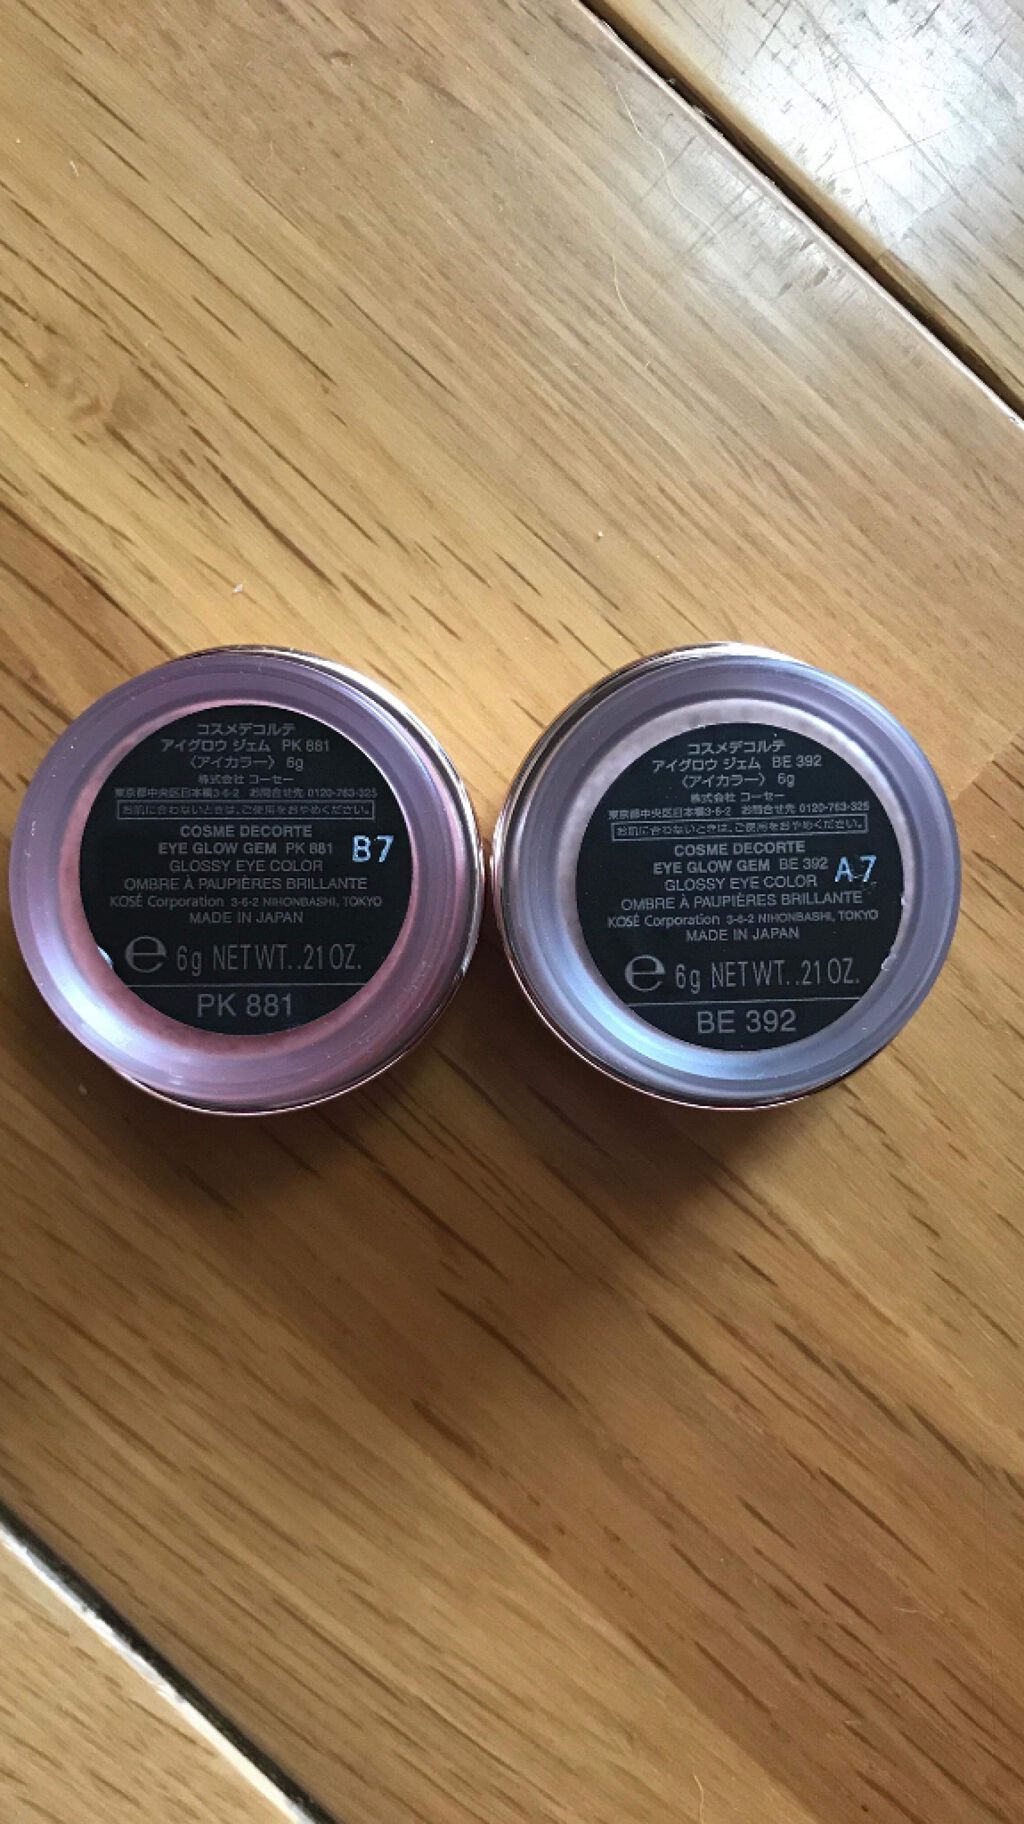 コスメデコルテ
アイグロウ ジェム PK 881
〈アイカラー〉 6g
株式会社 コーセー
東京都中央区日本橋3-6-2 お問合せ先 0120-763-325
お肌に合わないときは、ご使用をおやめください。
COSME DECORTE
EYE GLOW GEM PK 881
GLOSSY EYE COLOR
OMBRE À PAUPIÈRES BRILLANTE
KOSÉ Corporation 3-6-2 NIHONBASHI, TOKYO
MADE IN JAPAN
B7
℮ 6g NET WT. .21 OZ.
PK 881
コスメデコルテ
アイグロウ ジェム BE 392
〈アイカラー〉 6g
株式会社 コーセー
東京都中央区日本橋3-6-2 お問合せ先 0120-763-325
お肌に合わないときは、ご使用をおやめください。
COSME DECORTE
EYE GLOW GEM BE 392
GLOSSY EYE COLOR
OMBRE À PAUPIÈRES BRILLANTE
KOSÉ Corporation 3-6-2 NIHONBASHI, TOKYO
MADE IN JAPAN
A7
℮ 6g NET WT. .21 OZ.
BE 392